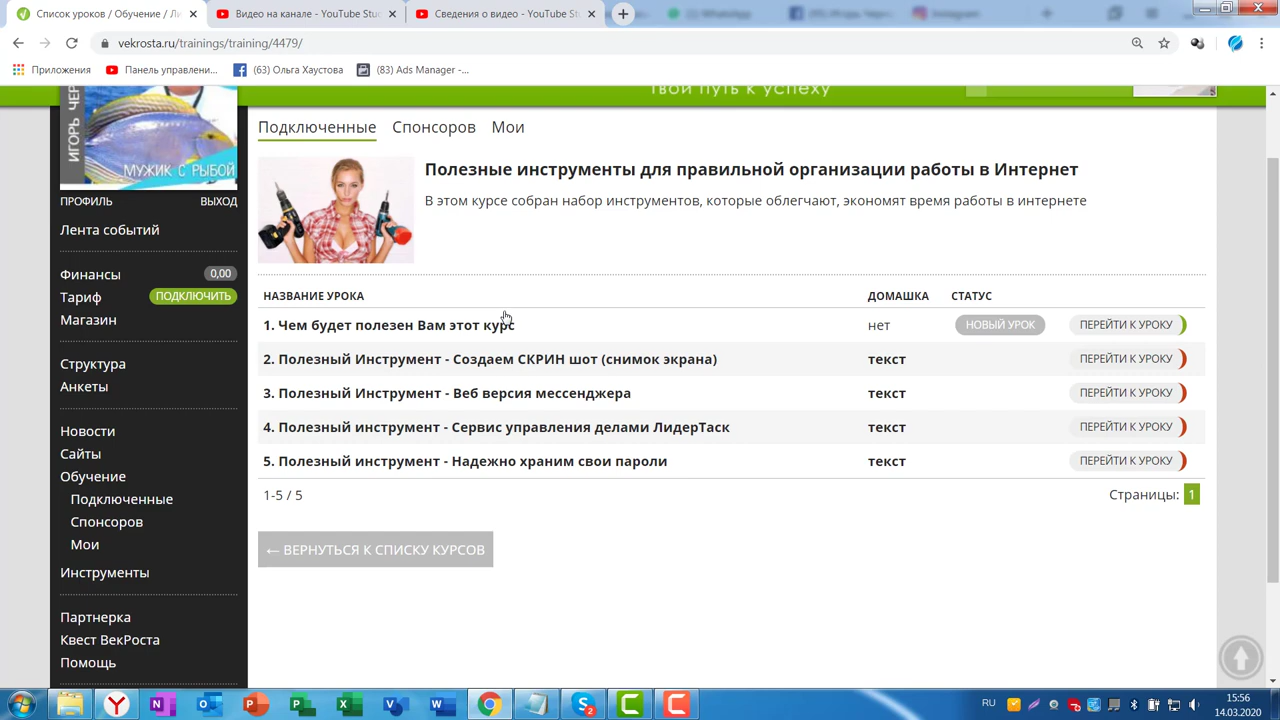 Список уроков / Обучение / Ли
Видео на канале - YouTube Stu
Сведения о видео - YouTube St
vekrosta.ru/trainings/training/4479/
Приложения
Панель управлени...
(63) Ольга Хаустова
(83) Ads Manager -...
твой путь к успеху
ИГОРЬ ЧЕР
МУЖИК С РЫБОЙ
ПРОФИЛЬ
ВЫХОД
Лента событий
Финансы
0,00
Тариф
ПОДКЛЮЧИТЬ
Магазин
Структура
Анкеты
Новости
Сайты
Обучение
Подключенные
Спонсоров
Мои
Инструменты
Партнерка
Квест ВекРоста
Помощь
Подключенные Спонсоров Мои
Полезные инструменты для правильной организации работы в Интернет
В этом курсе собран набор инструментов, которые облегчают, экономят время работы в интернете
НАЗВАНИЕ УРОКА ДОМАШКА СТАТУС
1. Чем будет полезен Вам этот курс нет НОВЫЙ УРОК ПЕРЕЙТИ К УРОКУ
2. Полезный Инструмент - Создаем СКРИН шот (снимок экрана) текст ПЕРЕЙТИ К УРОКУ
3. Полезный Инструмент - Веб версия мессенджера текст ПЕРЕЙТИ К УРОКУ
4. Полезный инструмент - Сервис управления делами ЛидерТаск текст ПЕРЕЙТИ К УРОКУ
5. Полезный инструмент - Надежно храним свои пароли текст ПЕРЕЙТИ К УРОКУ
1-5 / 5 Страницы: 1
← ВЕРНУТЬСЯ К СПИСКУ КУРСОВ
RU
15:56
14.03.2020